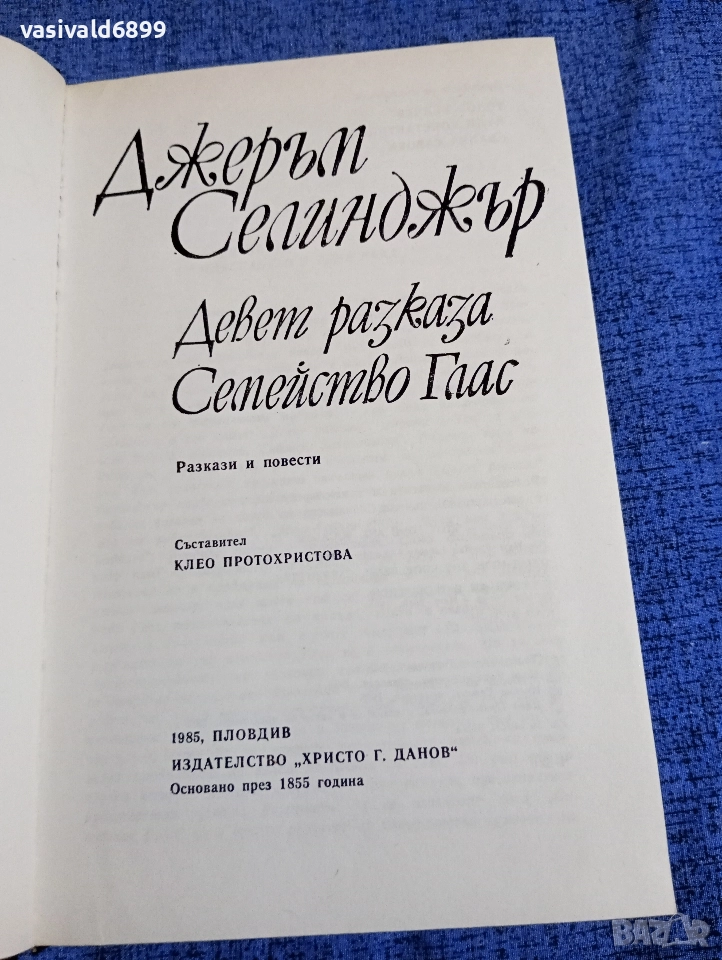 vasivald6899
Джеръм
Селинджър
Девет разказа
Семейство Глас
Разкази и повести
Съставител
КЛЕО ПРОТОХРИСТОВА
1985, ПЛОВДИВ
ИЗДАТЕЛСТВО „ХРИСТО Г. ДАНОВ“
Основано през 1855 година
BAZAR